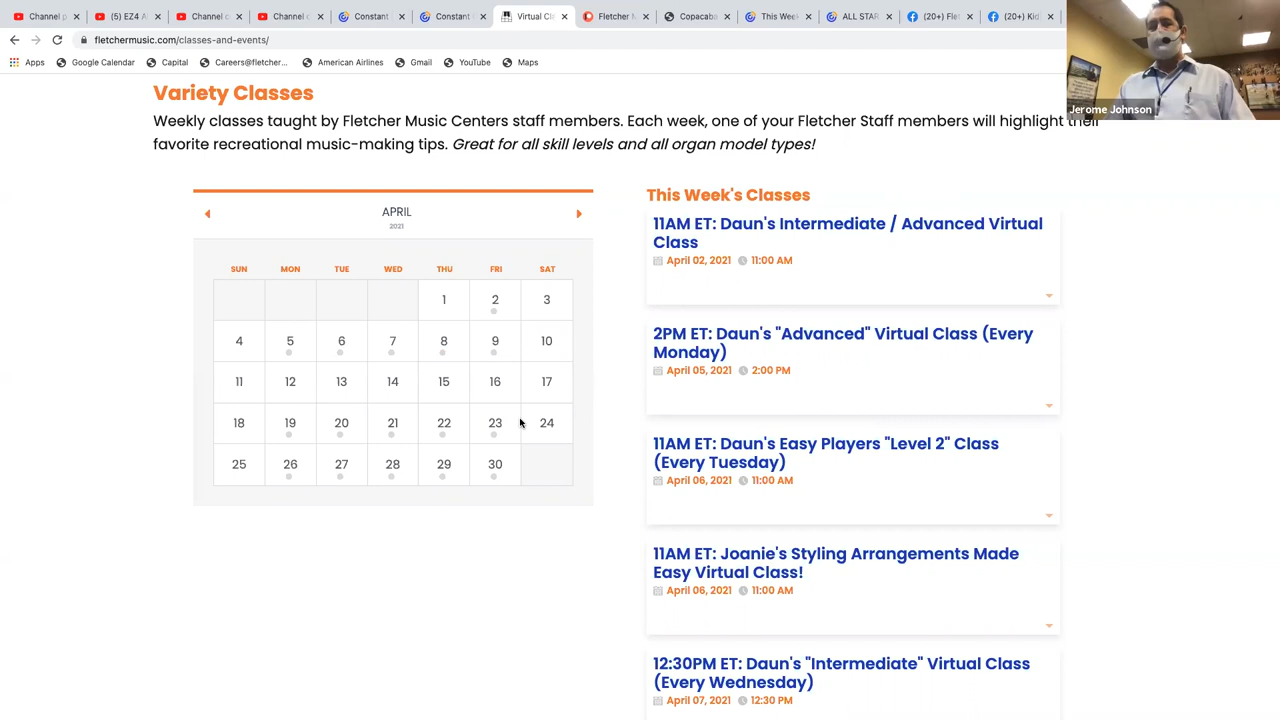 Channel p
(5) EZ4 A
Channel c
Channel c
Constant
Constant
Virtual Cl
Fletcher M
Copacaba
This Wee
ALL STAR
(20+) Flet
(20+) Kid
fletchermusic.com/classes-and-events/
Apps
Google Calendar
Capital
Careers@fletcher...
American Airlines
Gmail
YouTube
Maps
Jerome Johnson
Variety Classes
Weekly classes taught by Fletcher Music Centers staff members. Each week, one of your Fletcher Staff members will highlight their
favorite recreational music-making tips. Great for all skill levels and all organ model types!
APRIL
2021
SUN MON TUE WED THU FRI SAT
1 2 3
4 5 6 7 8 9 10
11 12 13 14 15 16 17
18 19 20 21 22 23 24
25 26 27 28 29 30
This Week's Classes
11AM ET: Daun's Intermediate / Advanced Virtual
Class
April 02, 2021 11:00 AM
2PM ET: Daun's "Advanced" Virtual Class (Every
Monday)
April 05, 2021 2:00 PM
11AM ET: Daun's Easy Players "Level 2" Class
(Every Tuesday)
April 06, 2021 11:00 AM
11AM ET: Joanie's Styling Arrangements Made
Easy Virtual Class!
April 06, 2021 11:00 AM
12:30PM ET: Daun's "Intermediate" Virtual Class
(Every Wednesday)
April 07, 2021 12:30 PM